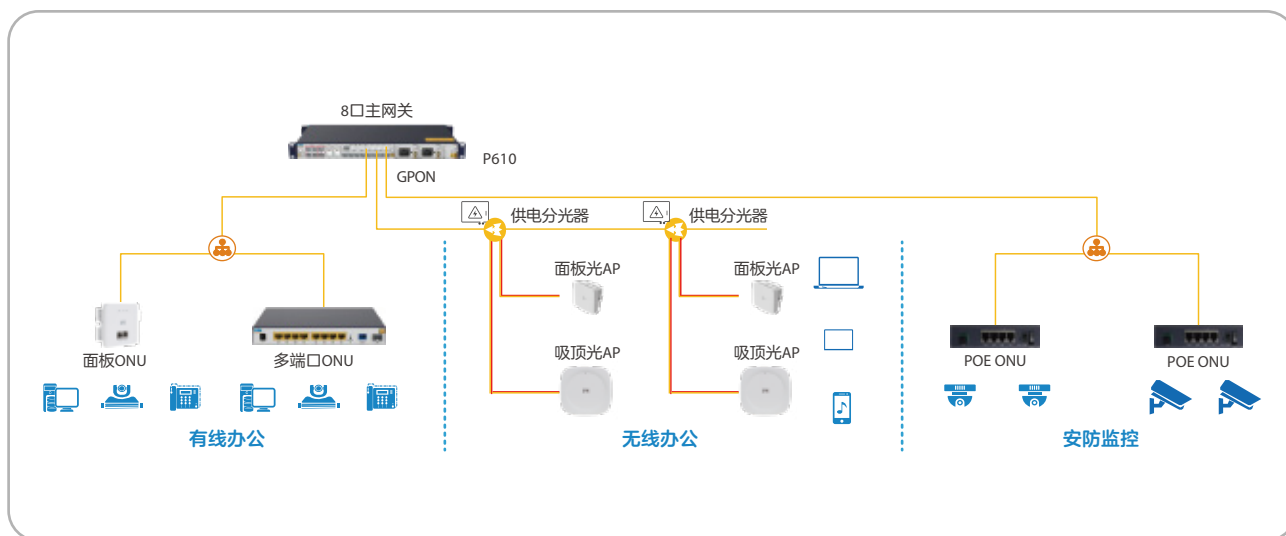 8口主网关
P610
GPON
供电分光器
供电分光器
面板光AP
面板光AP
面板ONU
多端口ONU
吸顶光AP
吸顶光AP
POE ONU
POE ONU
有线办公
无线办公
安防监控